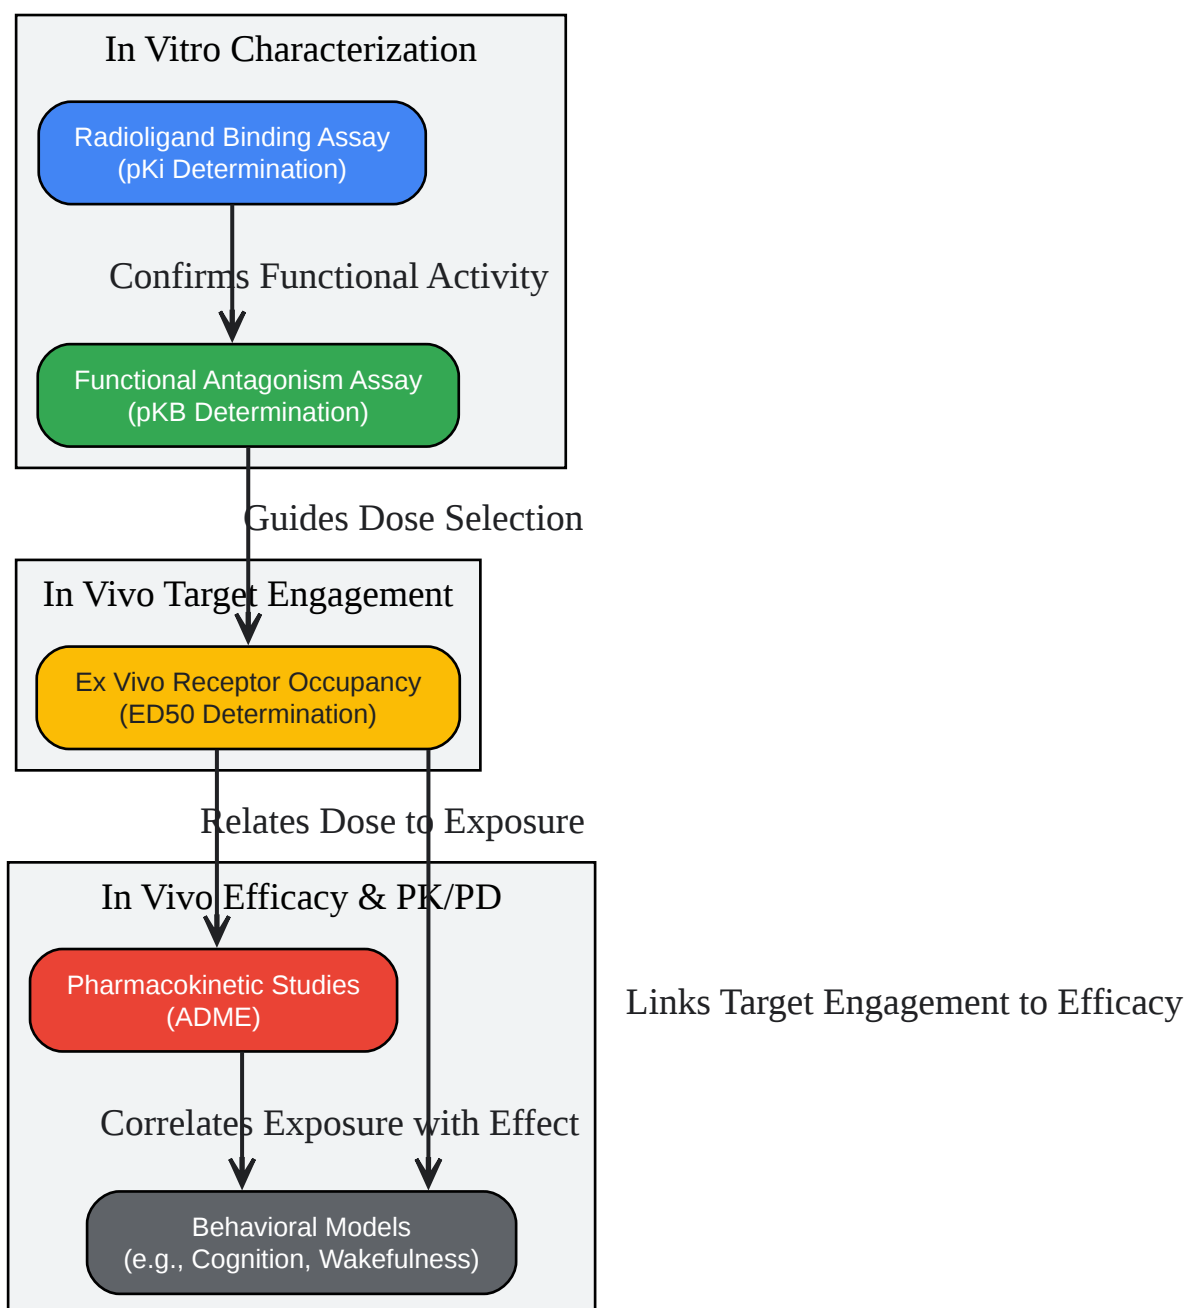 In Vitro Characterization
Radioligand Binding Assay
(pKi Determination)
Confirms Functional Activity
Functional Antagonism Assay
(pKB Determination)
Guides Dose Selection
In Vivo Target Engagement
Ex Vivo Receptor Occupancy
(ED50 Determination)
Relates Dose to Exposure
In Vivo Efficacy & PK/PD
Pharmacokinetic Studies
(ADME)
Links Target Engagement to Efficacy
Correlates Exposure with Effect
Behavioral Models
(e.g., Cognition, Wakefulness)